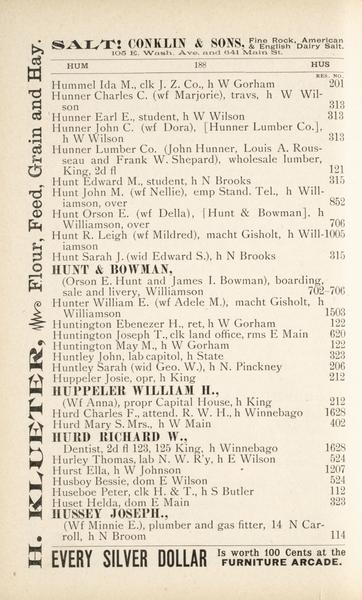 SALT! CONKLIN & SONS, Fine Rock, American & English Dairy Salt.
105 E. Wash. Ave. and 641 Main St.
H. KLUETER, Flour, Feed, Grain and Hay.
HUM 188 HUS
RES. NO.
Hummel Ida M., clk J. Z. Co., h W Gorham 201
Hunner Charles C. (wf Marjorie), travs, h W Wil-
son 313
Hunner Earl E., student, h W Wilson 313
Hunner John C. (wf Dora), [Hunner Lumber Co.],
h W Wilson 313
Hunner Lumber Co. (John Hunner, Louis A. Rous-
seau and Frank W. Shepard), wholesale lumber,
King, 2d fl 121
Hunt Edward M., student, h N Brooks 315
Hunt John M. (wf Nellie), emp Stand. Tel., h Will-
iamson, over 852
Hunt Orson E. (wf Della), [Hunt & Bowman], h
Williamson, over 706
Hunt R. Leigh (wf Mildred), macht Gisholt, h Will-1005
iamson
Hunt Sarah J. (wid Edward S.), h N Brooks 315
HUNT & BOWMAN,
(Orson E. Hunt and James I. Bowman), boarding,
sale and livery, Williamson 702-706
Hunter William E. (wf Adele M.), macht Gisholt, h
Williamson 1503
Huntington Ebenezer H., ret, h W Gorham 122
Huntington Joseph T., clk land office, rms E Main 620
Huntington May M., h W Gorham 122
Huntley John, lab capitol, h State 323
Huntley Sarah (wid Geo. W.), h N. Pinckney 206
Huppeler Josie, opr, h King 212
HUPPELER WILLIAM H.,
(Wf Anna), propr Capital House, h King 212
Hurd Charles F., attend. R. W. H., h Winnebago 1628
Hurd Mary S. Mrs., h W Main 402
HURD RICHARD W.,
Dentist, 2d fl 123, 125 King, h Winnebago 1628
Hurley Thomas, lab N. W. R'y, h E Wilson 524
Hurst Ella, h W Johnson 1207
Husboy Bessie, dom E Wilson 524
Huseboe Peter, clk H. & T., h S Butler 112
Huset Helda, dom E Main 323
HUSSEY JOSEPH.,
(Wf Minnie E.), plumber and gas fitter, 14 N Car-
roll, h N Broom 114
EVERY SILVER DOLLAR Is worth 100 Cents at the FURNITURE ARCADE.